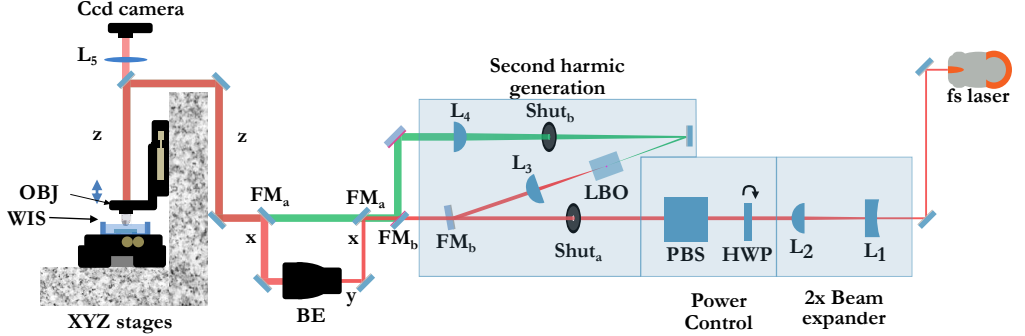 Ccd camera
L5
z
z
OBJ
WIS
XYZ stages
FMa
FMa
x
x
y
BE
FMb
Second harmic
generation
L4
Shutb
L3
LBO
FMb
Shuta
PBS
HWP
L2
L1
Power
Control
2x Beam
expander
fs laser